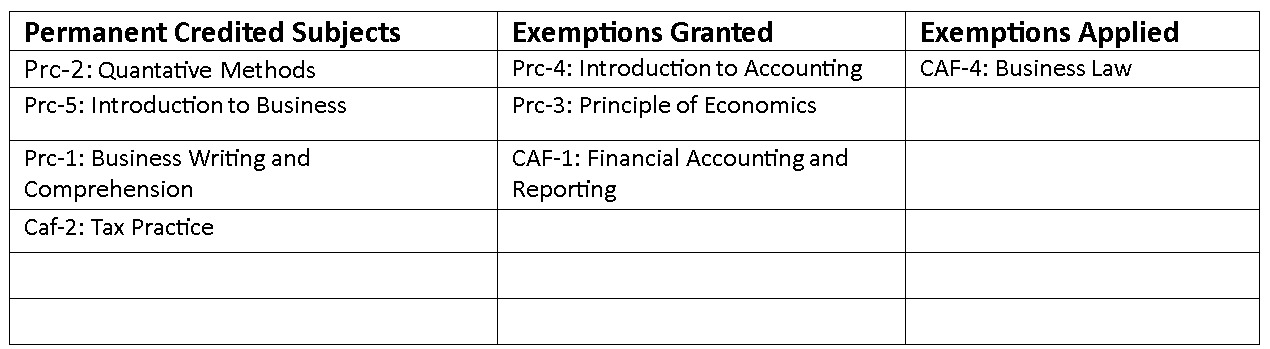 Permanent Credited Subjects
Exemptions Granted
Exemptions Applied
Prc-2: Quantative Methods
Prc-4: Introduction to Accounting
CAF-4: Business Law
Prc-5: Introduction to Business
Prc-3: Principle of Economics
Prc-1: Business Writing and
Comprehension
CAF-1: Financial Accounting and
Reporting
Caf-2: Tax Practice